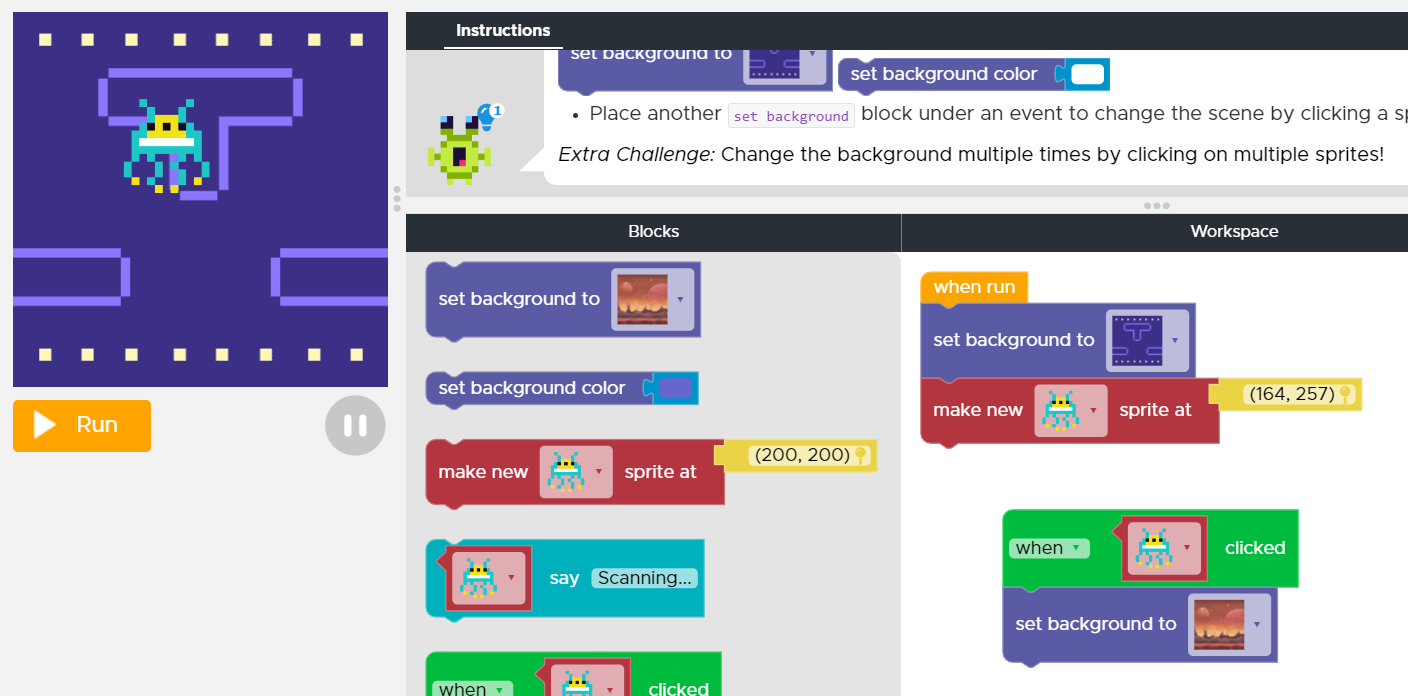 Instructions
set background to
set background color
1
Place another set background block under an event to change the scene by clicking a sp
Extra Challenge: Change the background multiple times by clicking on multiple sprites!
Run
Blocks
set background to
set background color
make new sprite at (200, 200)
say Scanning...
when clicked
Workspace
when run
set background to
make new sprite at (164, 257)
when clicked
set background to